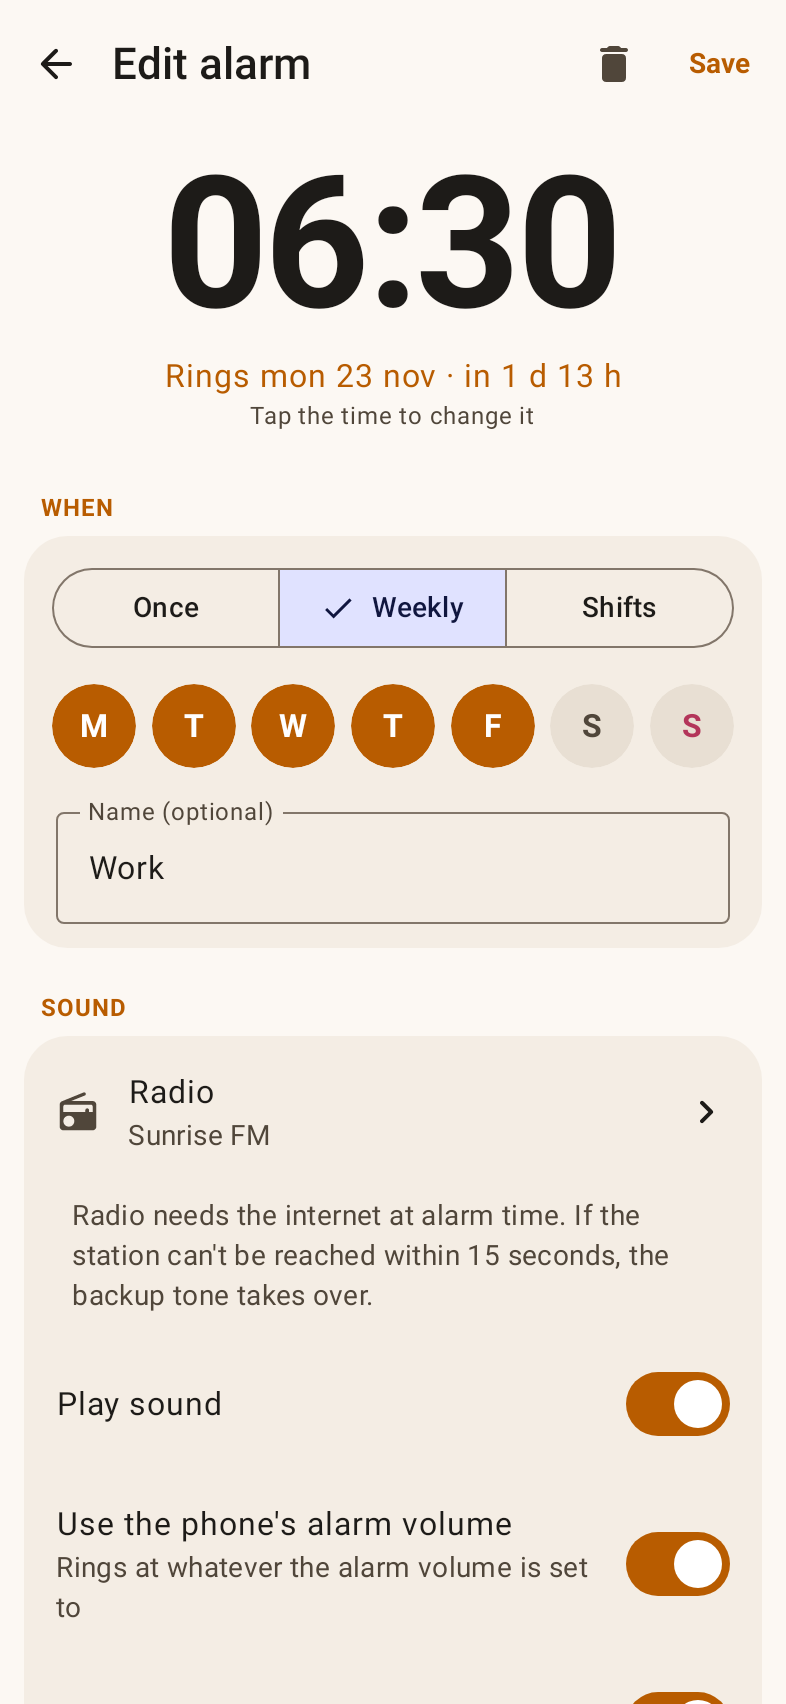 Edit alarm
Save
06:30
Rings mon 23 nov · in 1 d 13 h
Tap the time to change it
WHEN
Once
Weekly
Shifts
M T W T F S S
Name (optional)
Work
SOUND
Radio
Sunrise FM
Radio needs the internet at alarm time. If the
station can't be reached within 15 seconds, the
backup tone takes over.
Play sound
Use the phone's alarm volume
Rings at whatever the alarm volume is set
to